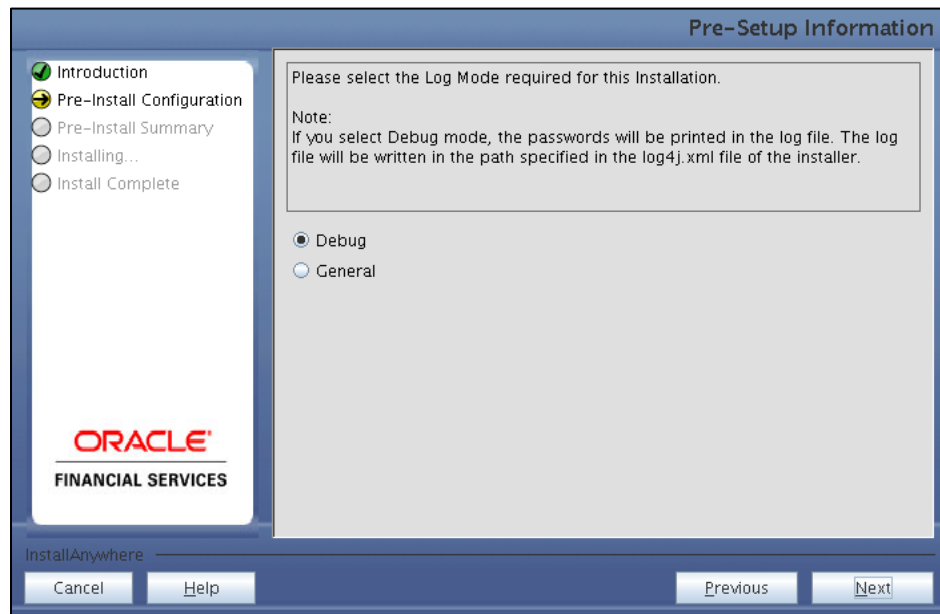 Pre-Setup Information
Introduction
Pre-Install Configuration
Pre-Install Summary
Installing...
Install Complete
ORACLE'
FINANCIAL SERVICES
Please select the Log Mode required for this Installation.
Note:
If you select Debug mode, the passwords will be printed in the log file. The log
file will be written in the path specified in the log4j.xml file of the installer.
Debug
General
InstallAnywhere
Cancel
Help
Previous
Next